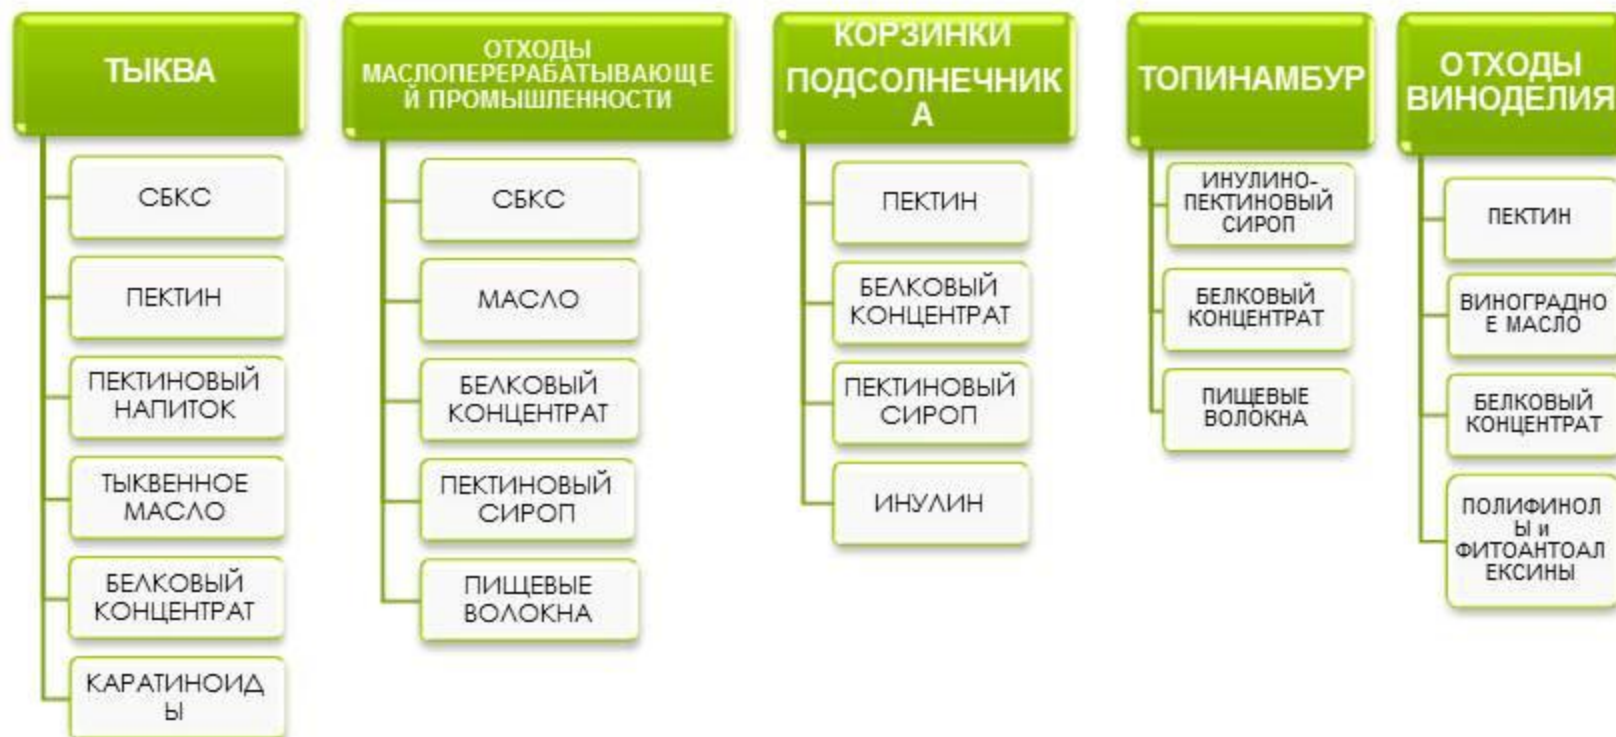 ТЫКВА
СБКС
ПЕКТИН
ПЕКТИНОВЫЙ
НАПИТОК
ТЫКВЕННОЕ
МАСЛО
БЕЛКОВЫЙ
КОНЦЕНТРАТ
КАРАТИНОИД
Ы
ОТХОДЫ
МАСЛОПЕРЕРАБАТЫВАЮЩЕ
Й ПРОМЫШЛЕННОСТИ
СБКС
МАСЛО
БЕЛКОВЫЙ
КОНЦЕНТРАТ
ПЕКТИНОВЫЙ
СИРОП
ПИЩЕВЫЕ
ВОЛОКНА
КОРЗИНКИ
ПОДСОЛНЕЧНИК
А
ПЕКТИН
БЕЛКОВЫЙ
КОНЦЕНТРАТ
ПЕКТИНОВЫЙ
СИРОП
ИНУЛИН
ТОПИНАМБУР
ИНУЛИНО-
ПЕКТИНОВЫЙ
СИРОП
БЕЛКОВЫЙ
КОНЦЕНТРАТ
ПИЩЕВЫЕ
ВОЛОКНА
ОТХОДЫ
ВИНОДЕЛИЯ
ПЕКТИН
ВИНОГРАДНО
Е МАСЛО
БЕЛКОВЫЙ
КОНЦЕНТРАТ
ПОЛИФИНОЛ
Ы и
ФИТОАНТОАЛ
ЕКСИНЫ